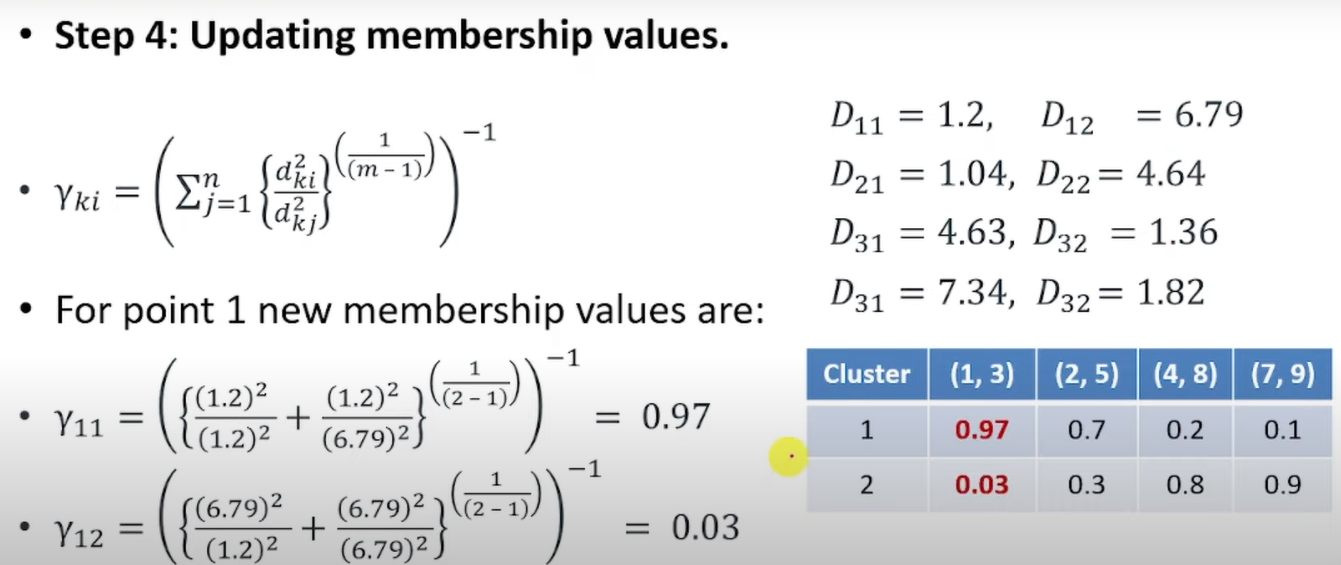 • Step 4: Updating membership values.
• γki = (Σⁿj=1 {d²ki / d²kj}^(1/(m – 1)))^−1
• For point 1 new membership values are:
• γ11 = ({(1.2)²/(1.2)² + (1.2)²/(6.79)²}^(1/(2 – 1)))^−1 = 0.97
• γ12 = ({(6.79)²/(1.2)² + (6.79)²/(6.79)²}^(1/(2 – 1)))^−1 = 0.03
D11 = 1.2, D12 = 6.79
D21 = 1.04, D22 = 4.64
D31 = 4.63, D32 = 1.36
D31 = 7.34, D32 = 1.82
Cluster (1, 3) (2, 5) (4, 8) (7, 9)
1 0.97 0.7 0.2 0.1
2 0.03 0.3 0.8 0.9